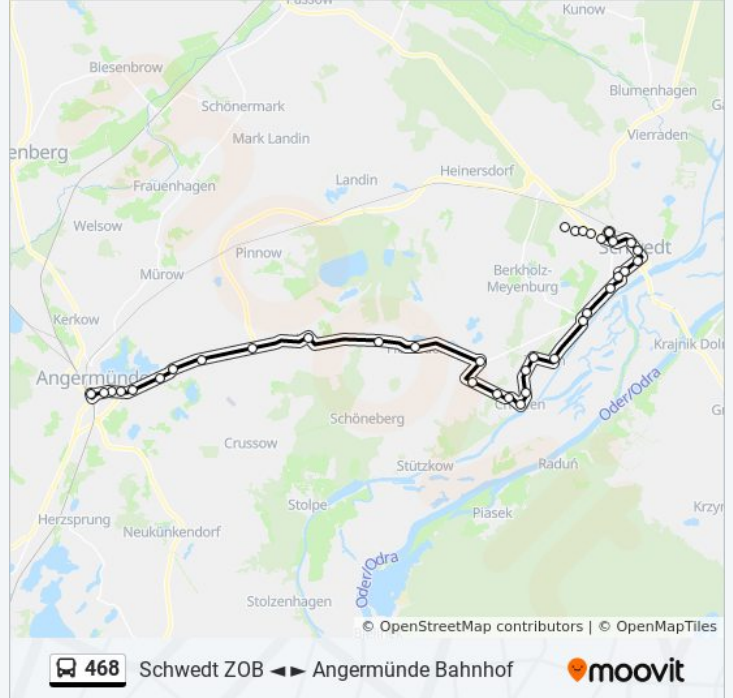 Passow
Kunow
Biesenbrow
Blumenhagen
Schönermark
Vierraden
Mark Landin
enberg
Heinersdorf
Landin
Frauenhagen
Welsow
Schwedt
Pinnow
Mürow
Berkholz-
Meyenburg
Kerkow
Krajnik Doln
Angermünde
Oder/Odra
Schöneberg
Crussow
Stützkow
Raduń
Stolpe
Piasek
Krzyn
Herzsprung
Neukünkendorf
Oder/Odra
Stolzenhagen
© OpenStreetMap contributors | © OpenMapTiles
468 Schwedt ZOB ◄ ► Angermünde Bahnhof
moovit